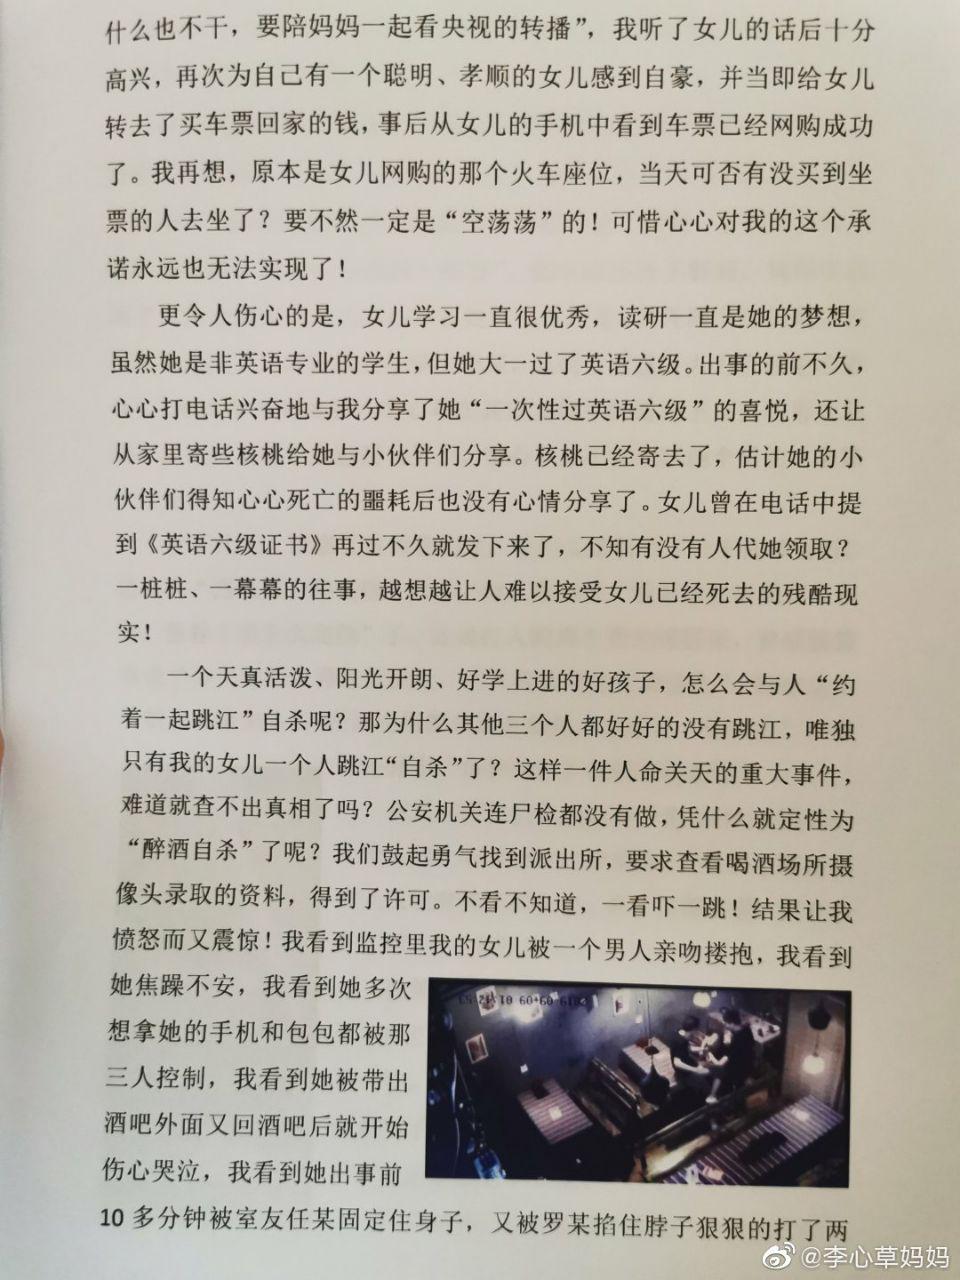 什么也不干，要陪妈妈一起看央视的转播”，我听了女儿的话后十分
高兴，再次为自己有一个聪明、孝顺的女儿感到自豪，并当即给女儿
转去了买车票回家的钱，事后从女儿的手机中看到车票已经网购成功
了。我再想，原本是女儿网购的那个火车座位，当天可否有没买到坐
票的人去坐了？要不然一定是“空荡荡”的！可惜心心对我的这个承
诺永远也无法实现了！
更令人伤心的是，女儿学习一直很优秀，读研一直是她的梦想，
虽然她是非英语专业的学生，但她大一过了英语六级。出事的前不久，
心心打电话兴奋地与我分享了她“一次性过英语六级”的喜悦，还让
从家里寄些核桃给她与小伙伴们分享。核桃已经寄去了，估计她的小
伙伴们得知心心死亡的噩耗后也没有心情分享了。女儿曾在电话中提
到《英语六级证书》再过不久就发下来了，不知有没有人代她领取？
一桩桩、一幕幕的往事，越想越让人难以接受女儿已经死去的残酷现
实！
一个天真活泼、阳光开朗、好学上进的好孩子，怎么会与人“约
着一起跳江”自杀呢？那为什么其他三个人都好好的没有跳江，唯独
只有我的女儿一个人跳江“自杀”了？这样一件人命关天的重大事件，
难道就查不出真相了吗？公安机关连尸检都没有做，凭什么就定性为
“醉酒自杀”了呢？我们鼓起勇气找到派出所，要求查看喝酒场所摄
像头录取的资料，得到了许可。不看不知道，一看吓一跳！结果让我
愤怒而又震惊！我看到监控里我的女儿被一个男人亲吻搂抱，我看到
她焦躁不安，我看到她多次
想拿她的手机和包包都被那
三人控制，我看到她被带出
酒吧外面又回酒吧后就开始
伤心哭泣，我看到她出事前
10多分钟被室友任某固定住身子，又被罗某掐住脖子狠狠的打了两
@李心草妈妈